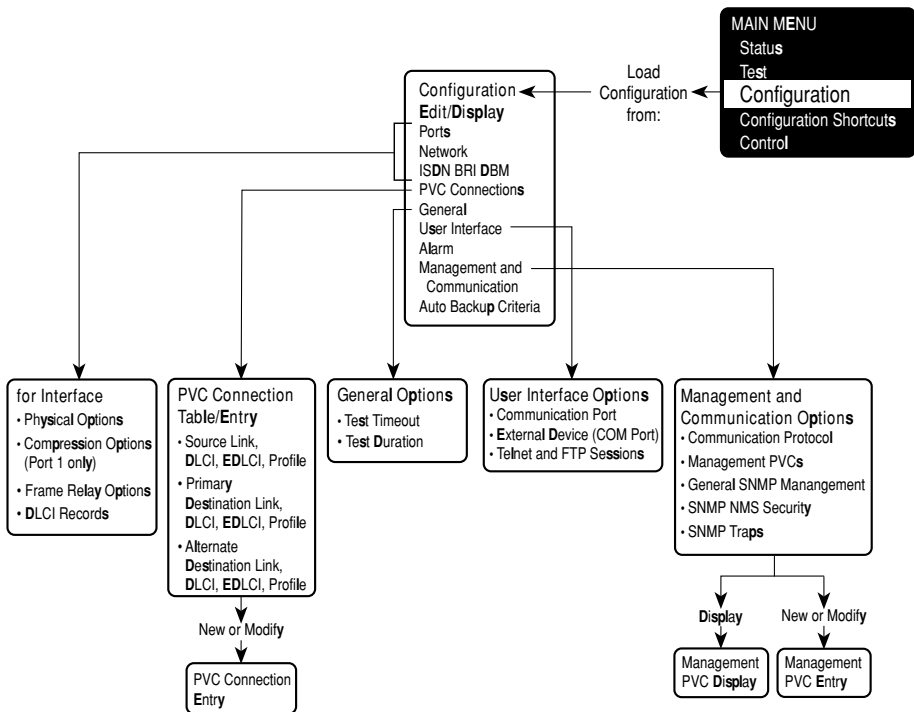 MAIN MENU
Status
Test
Configuration
Configuration Shortcuts
Control
Load
Configuration
from:
Configuration
Edit/Display
Ports
Network
ISDN BRI DBM
PVC Connections
General
User Interface
Alarm
Management and
Communication
Auto Backup Criteria
for Interface
• Physical Options
• Compression Options
(Port 1 only)
• Frame Relay Options
• DLCI Records
PVC Connection
Table/Entry
• Source Link,
DLCI, EDLCI, Profile
• Primary
Destination Link,
DLCI, EDLCI, Profile
• Alternate
Destination Link,
DLCI, EDLCI, Profile
New or Modify
PVC Connection
Entry
General Options
• Test Timeout
• Test Duration
User Interface Options
• Communication Port
• External Device (COM Port)
• Telnet and FTP Sessions
Management and
Communication Options
• Communication Protocol
• Management PVCs
• General SNMP Manangement
• SNMP NMS Security
• SNMP Traps
Display
New or Modify
Management
PVC Display
Management
PVC Entry